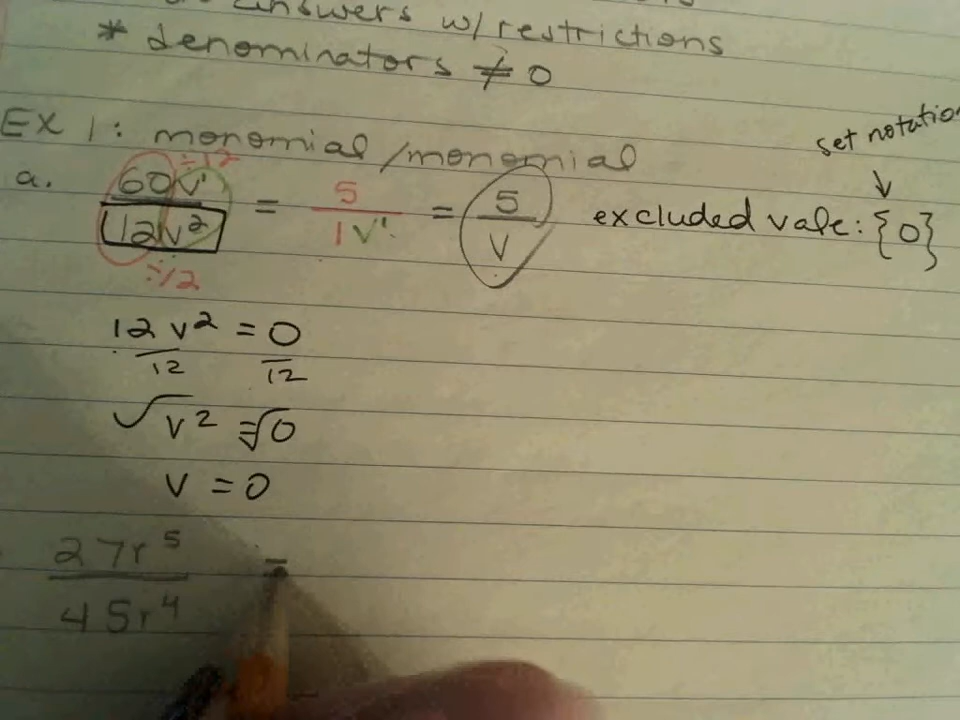 answers w/ restrictions
* denominators ≠ 0
EX 1: monomial/monomial
set notation
↓
a. 60v¹/12v² = 5/1v¹ = 5/v excluded vale: {0}
÷12
÷12
12v² = 0
12 12
√v² = √0
v = 0
27r⁵/45r⁴ =